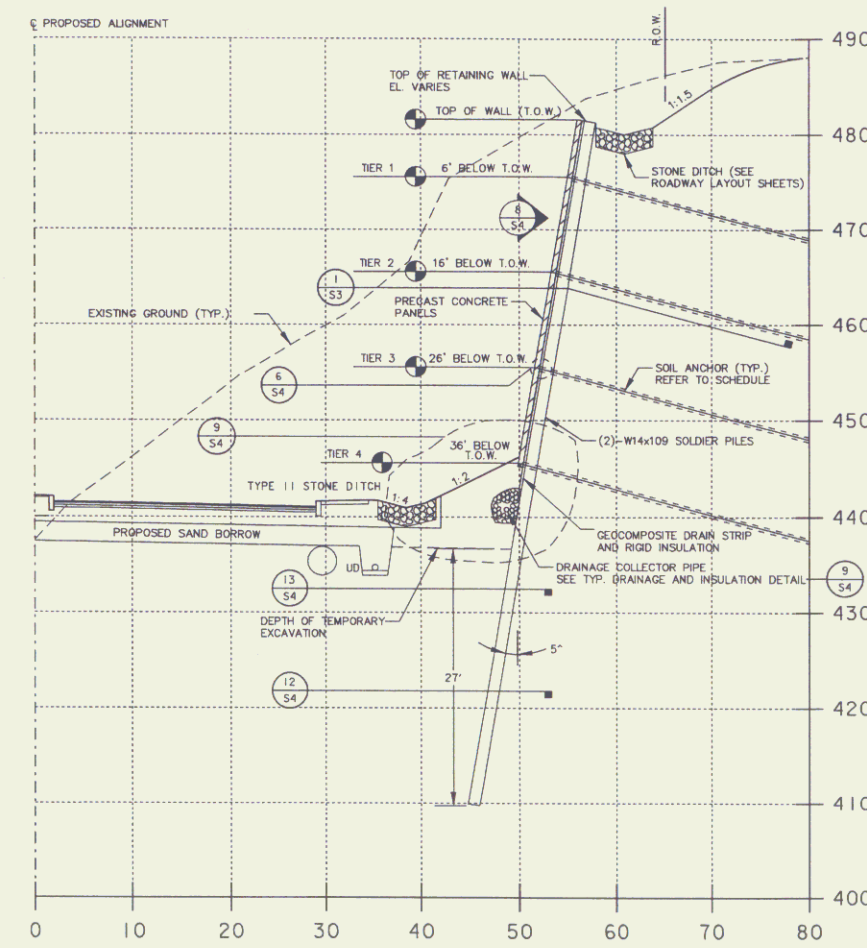 ℄ PROPOSED ALIGNMENT
R.O.W.
490
TOP OF RETAINING WALL
EL. VARIES
TOP OF WALL (T.O.W.)
1:1.5
480
TIER 1
6' BELOW T.O.W.
STONE DITCH (SEE
ROADWAY LAYOUT SHEETS)
8
S4
470
TIER 2
16' BELOW T.O.W.
1
S3
PRECAST CONCRETE
PANELS
EXISTING GROUND (TYP.)
460
TIER 3
26' BELOW T.O.W.
SOIL ANCHOR (TYP.)
REFER TO SCHEDULE
6
S4
450
9
S4
(2)-W14x109 SOLDIER PILES
TIER 4
36' BELOW
T.O.W.
1:2
TYPE II STONE DITCH
1:4
440
PROPOSED SAND BORROW
GEOCOMPOSITE DRAIN STRIP
AND RIGID INSULATION
UD
DRAINAGE COLLECTOR PIPE
SEE TYP. DRAINAGE AND INSULATION DETAIL
9
S4
13
S4
430
DEPTH OF TEMPORARY
EXCAVATION
5°
27'
12
S4
420
410
400
0 10 20 30 40 50 60 70 80